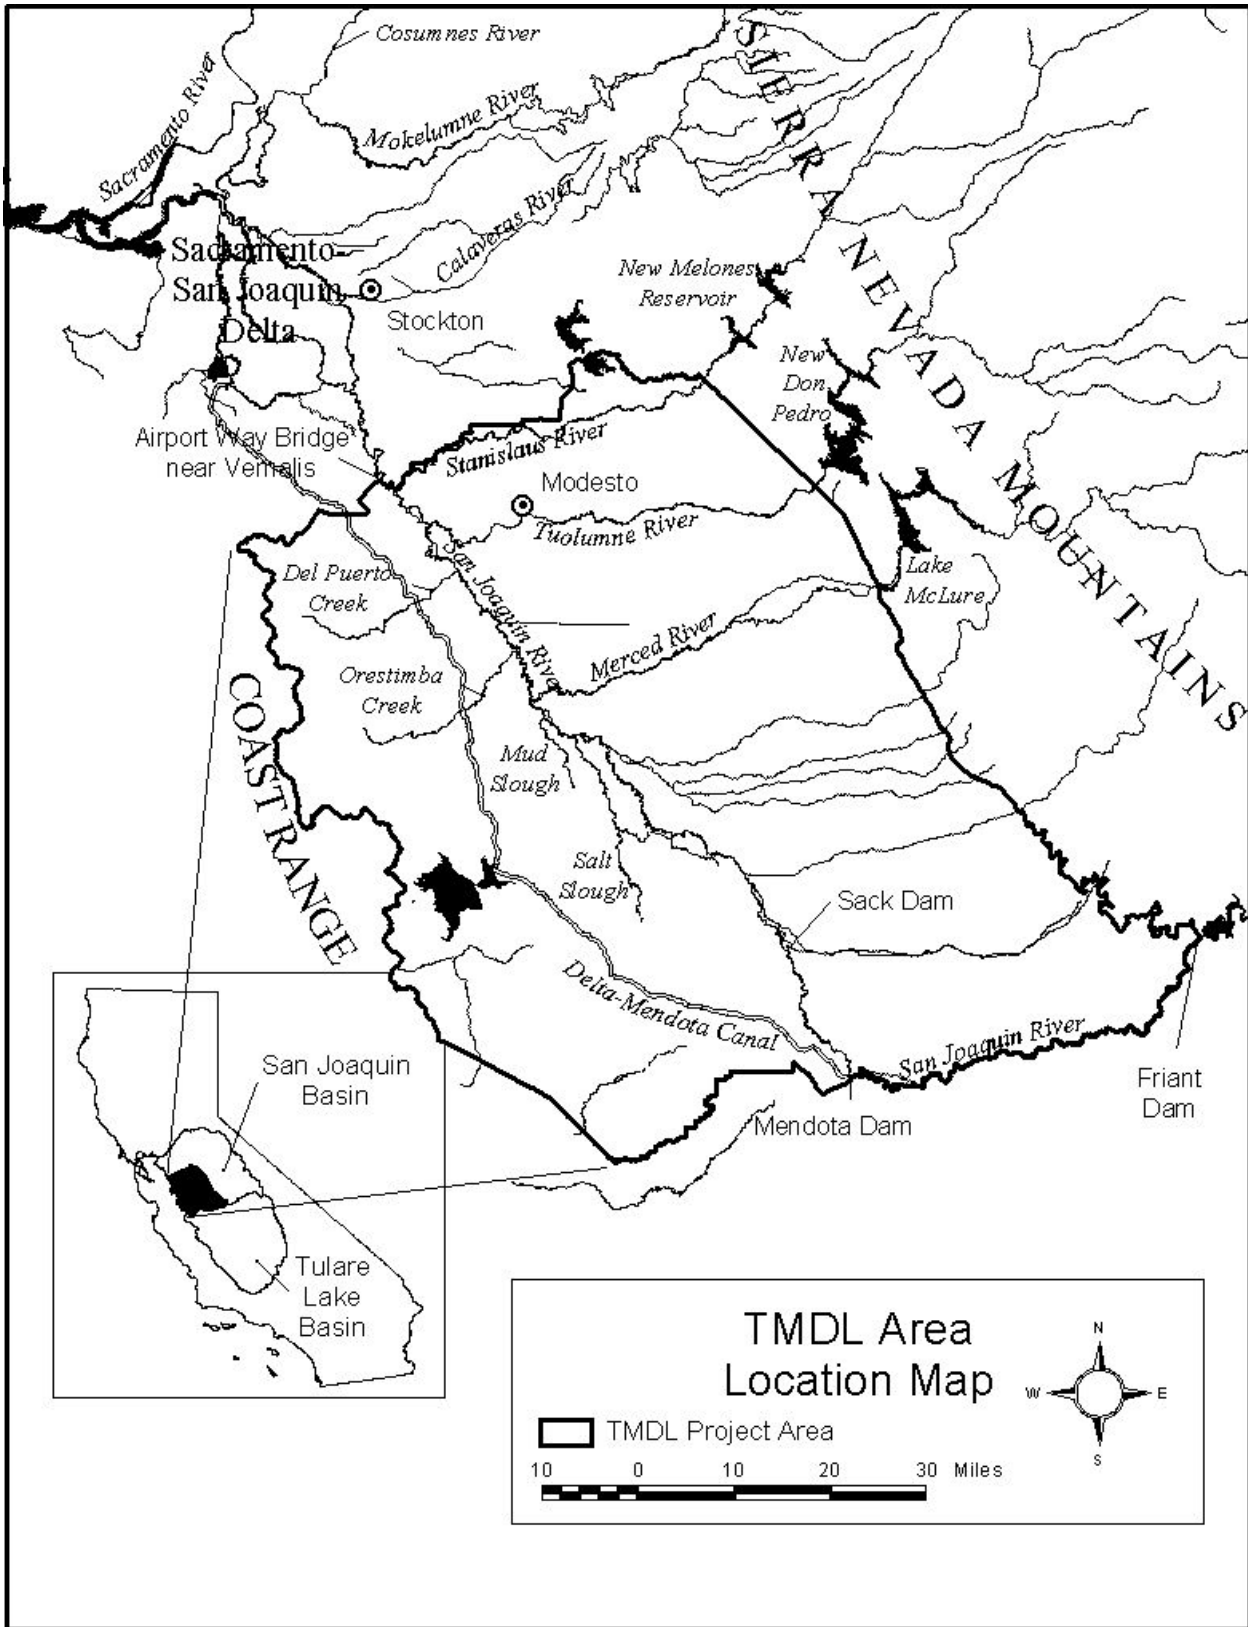 Cosumnes River
Sacramento River
Mokelumne River
SIERRA NEVADA MOUNTAINS
Calaveras River
Sacramento-
San Joaquin
Delta
Stockton
New Melones
Reservoir
New
Don
Pedro
Airport Way Bridge
near Vernalis
Stanislaus River
Modesto
Tuolumne River
San Joaquin River
Del Puerto
Creek
Lake
McLure
Merced River
Orestimba
Creek
COAST RANGE
Mud
Slough
Salt
Slough
Sack Dam
Delta-Mendota Canal
San Joaquin River
Friant
Dam
Mendota Dam
San Joaquin
Basin
Tulare
Lake
Basin
TMDL Area
Location Map
N
W E
S
TMDL Project Area
10 0 10 20 30 Miles